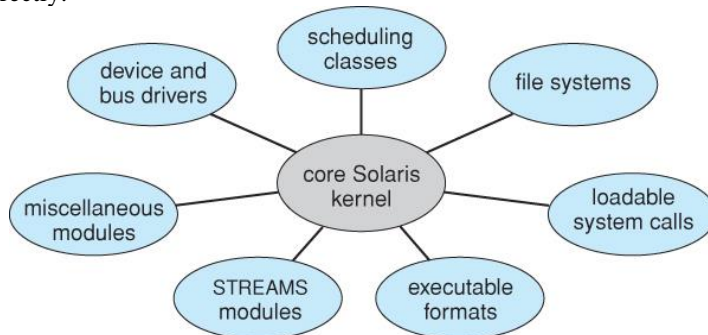 scheduling
classes
device and
bus drivers
file systems
core Solaris
kernel
miscellaneous
modules
loadable
system calls
STREAMS
modules
executable
formats